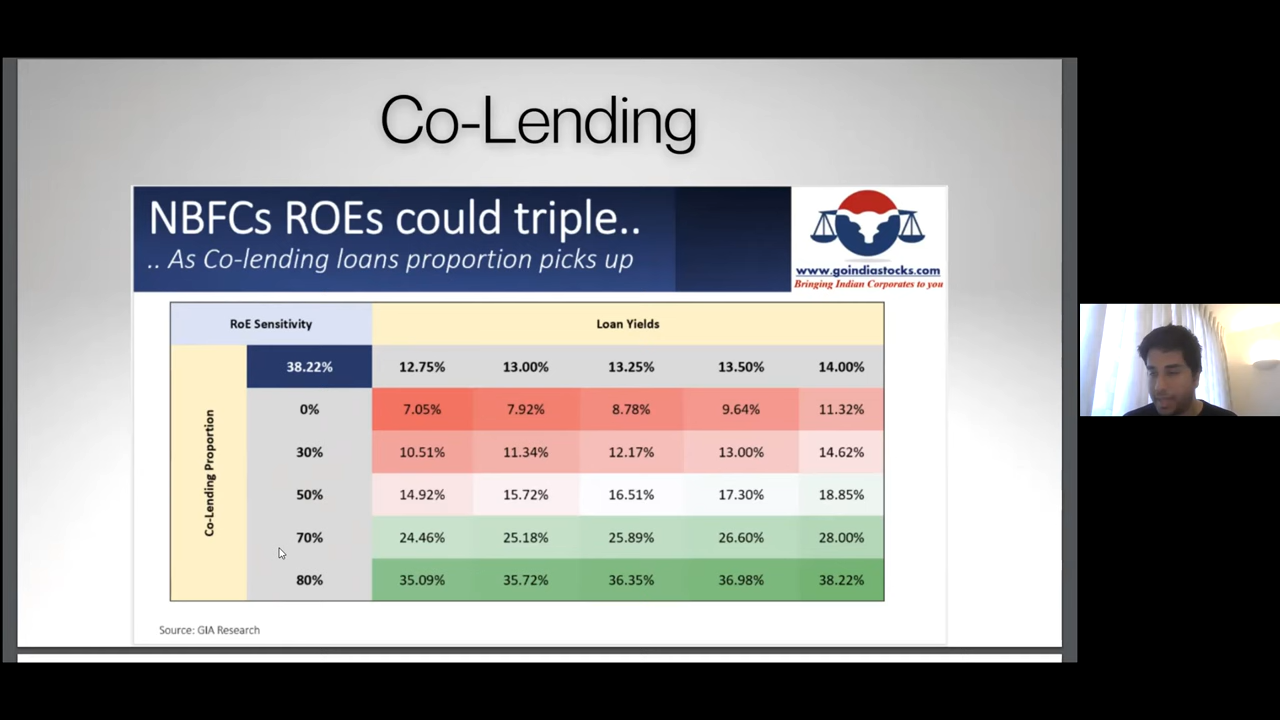 Co-Lending
NBFCs ROEs could triple..
.. As Co-lending loans proportion picks up
www.goindiastocks.com
Bringing Indian Corporates to you
RoE Sensitivity Loan Yields
38.22% 12.75% 13.00% 13.25% 13.50% 14.00%
Co-Lending Proportion
0% 7.05% 7.92% 8.78% 9.64% 11.32%
30% 10.51% 11.34% 12.17% 13.00% 14.62%
50% 14.92% 15.72% 16.51% 17.30% 18.85%
70% 24.46% 25.18% 25.89% 26.60% 28.00%
80% 35.09% 35.72% 36.35% 36.98% 38.22%
Source: GIA Research